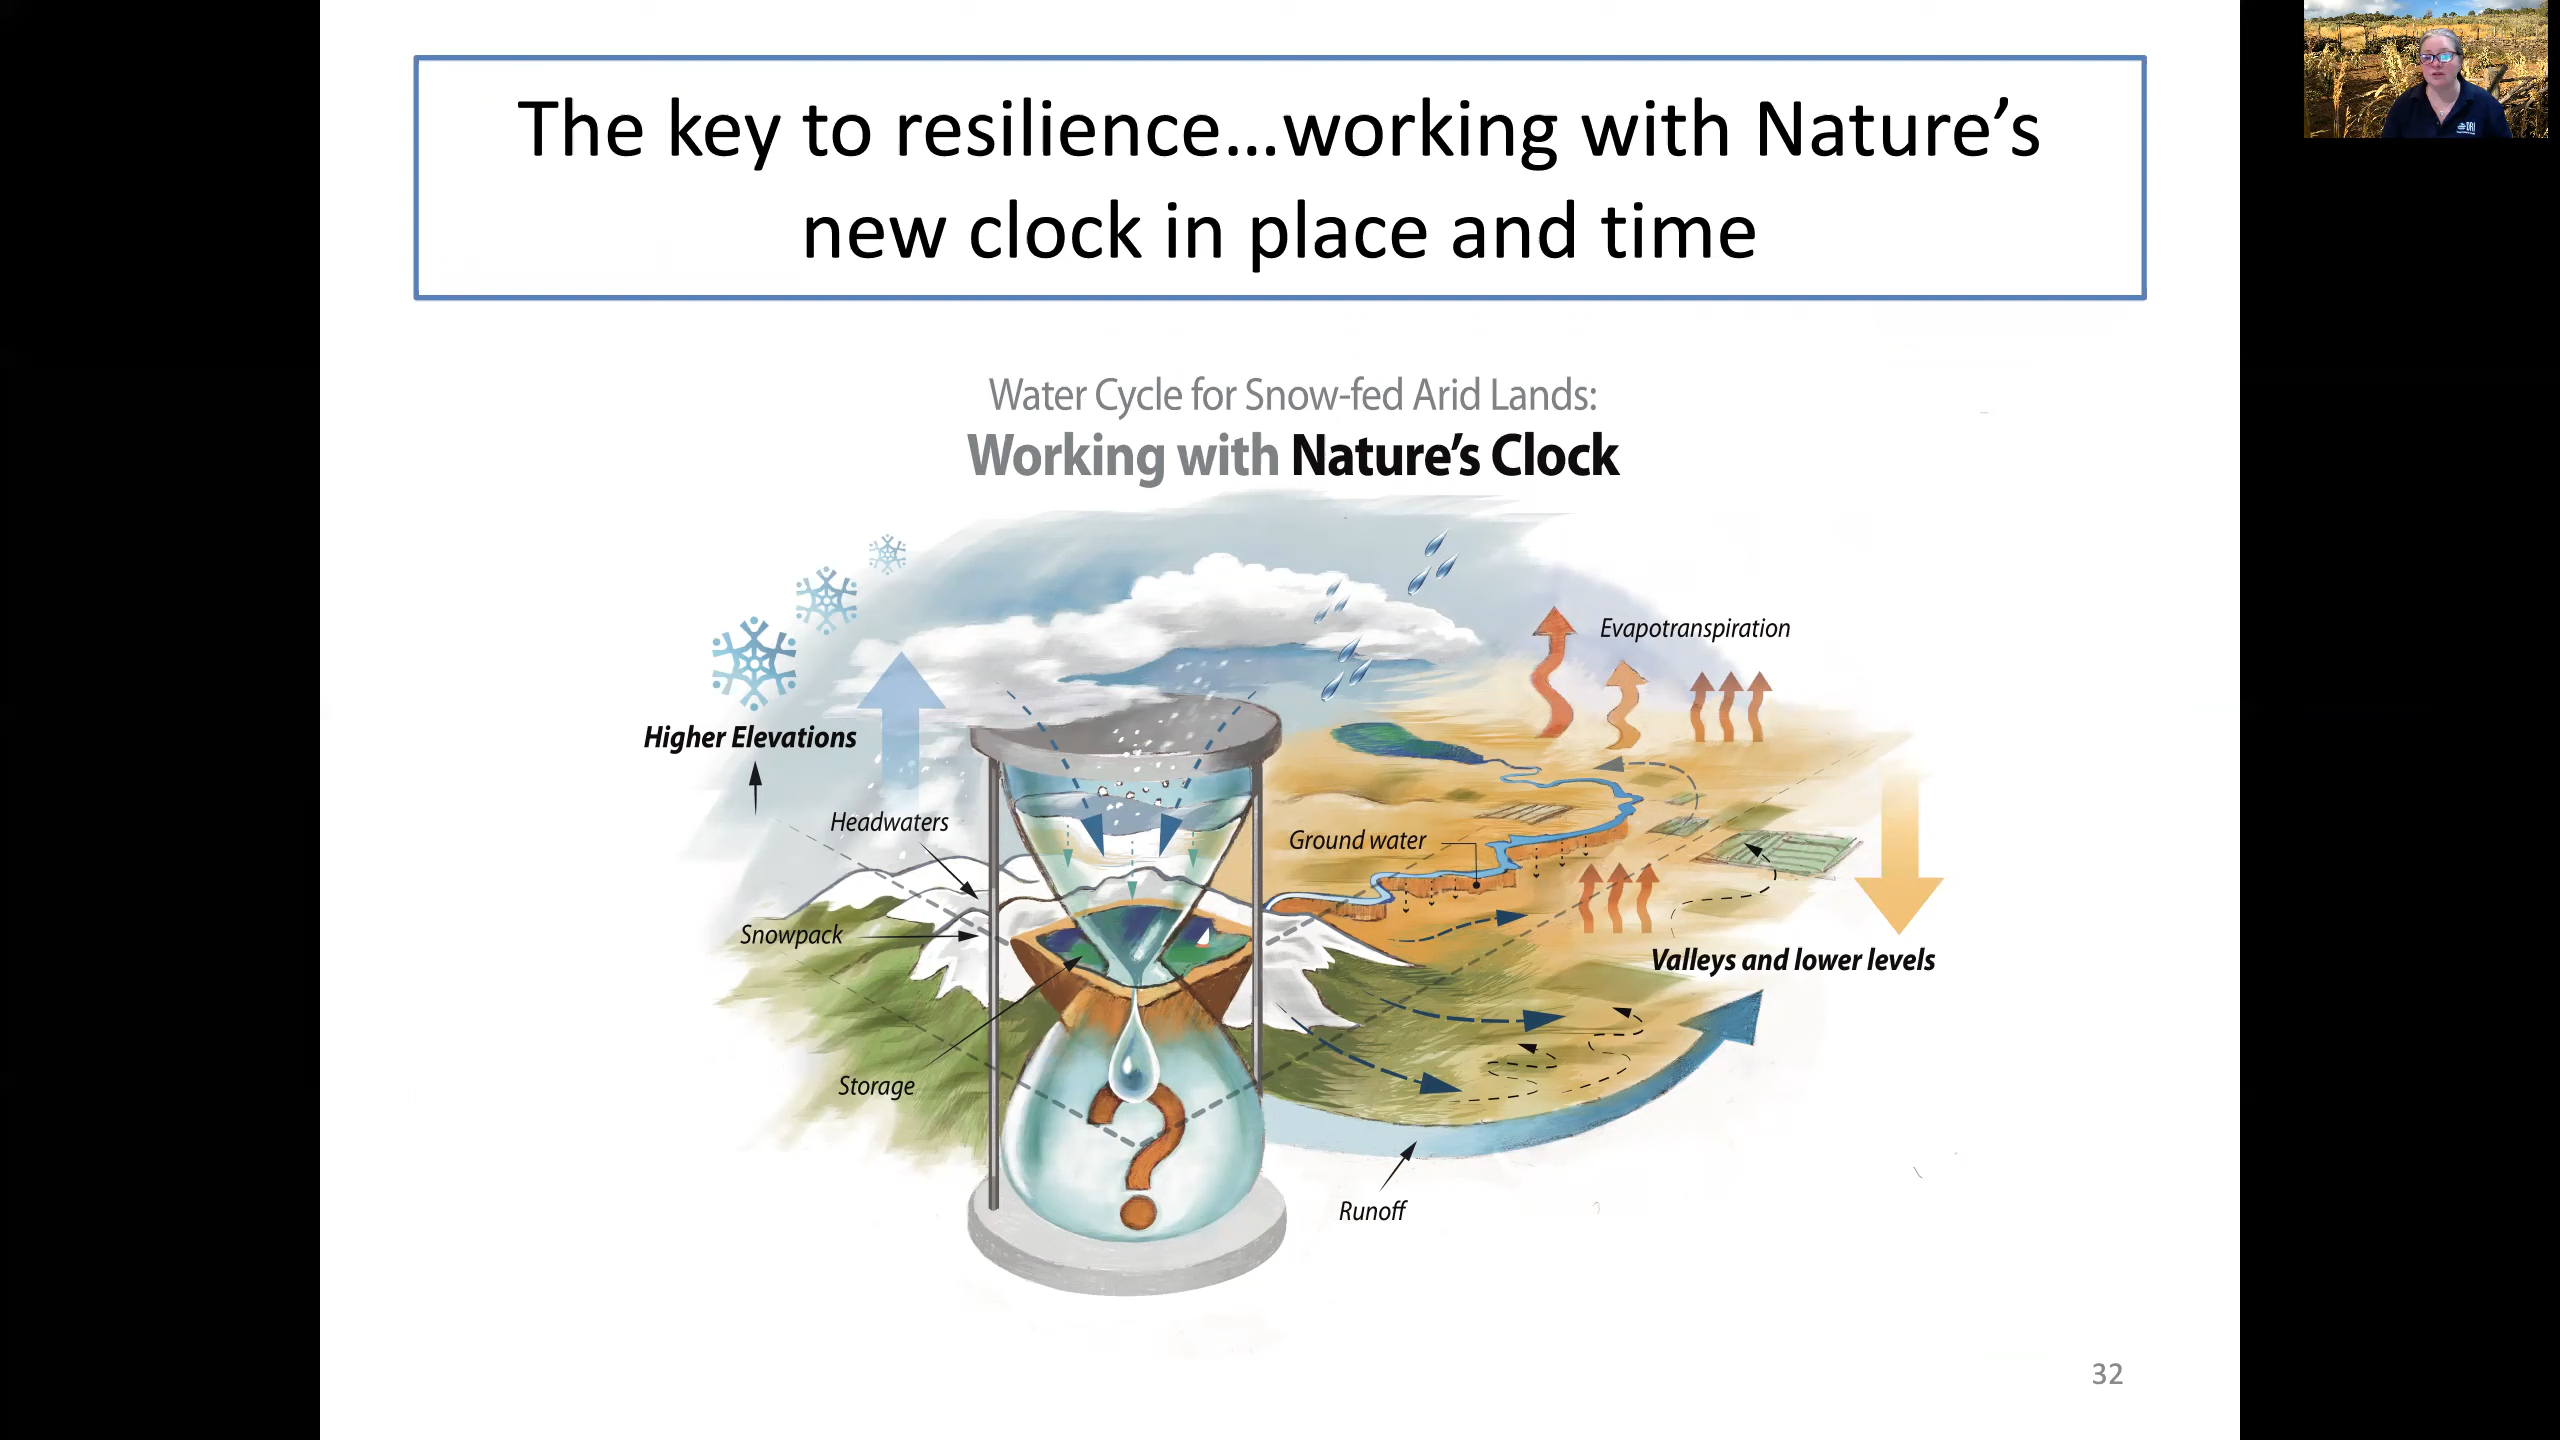 The key to resilience...working with Nature's
new clock in place and time
Water Cycle for Snow-fed Arid Lands:
Working with Nature's Clock
Evapotranspiration
Higher Elevations
Headwaters
Ground water
Snowpack
Valleys and lower levels
Storage
Runoff
32
DRI